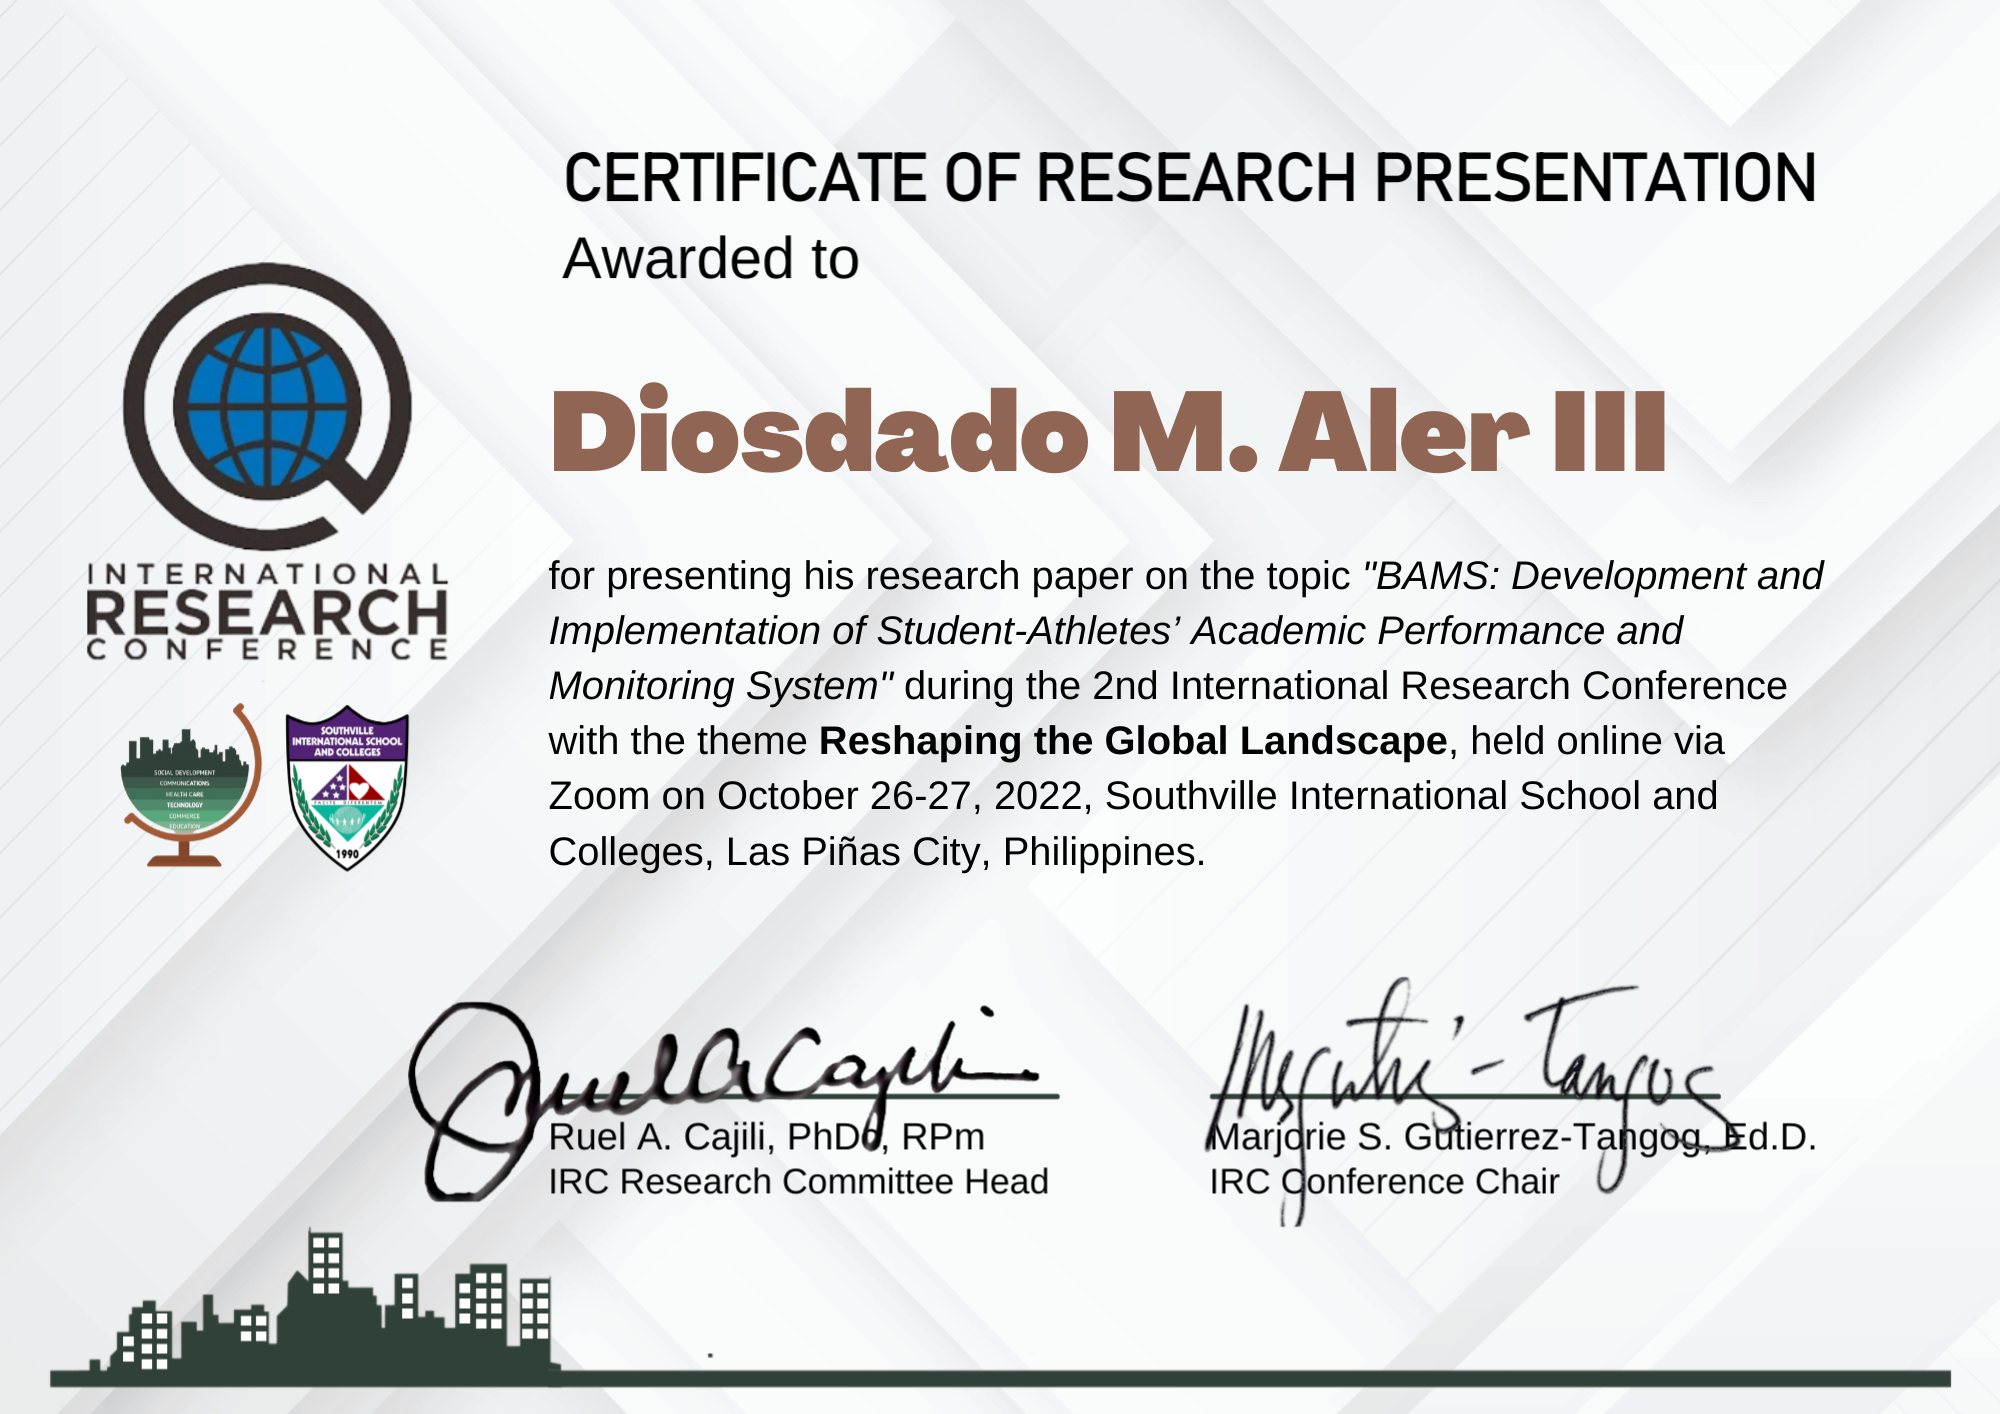 CERTIFICATE OF RESEARCH PRESENTATION
Awarded to
Diosdado M. Aler III
for presenting his research paper on the topic "BAMS: Development and
Implementation of Student-Athletes’ Academic Performance and
Monitoring System" during the 2nd International Research Conference
with the theme Reshaping the Global Landscape, held online via
Zoom on October 26-27, 2022, Southville International School and
Colleges, Las Piñas City, Philippines.
INTERNATIONAL
RESEARCH
CONFERENCE
SOCIAL DEVELOPMENT
COMMUNICATIONS
HEALTH CARE
TECHNOLOGY
COMMERCE
EDUCATION
SOUTHVILLE
INTERNATIONAL SCHOOL
AND COLLEGES
FACITE DIFERENTEM
1990
Ruel A. Cajili
Ruel A. Cajili, PhDc, RPm
IRC Research Committee Head
Marjorie S. Gutierrez-Tangog, Ed.D.
IRC Conference Chair